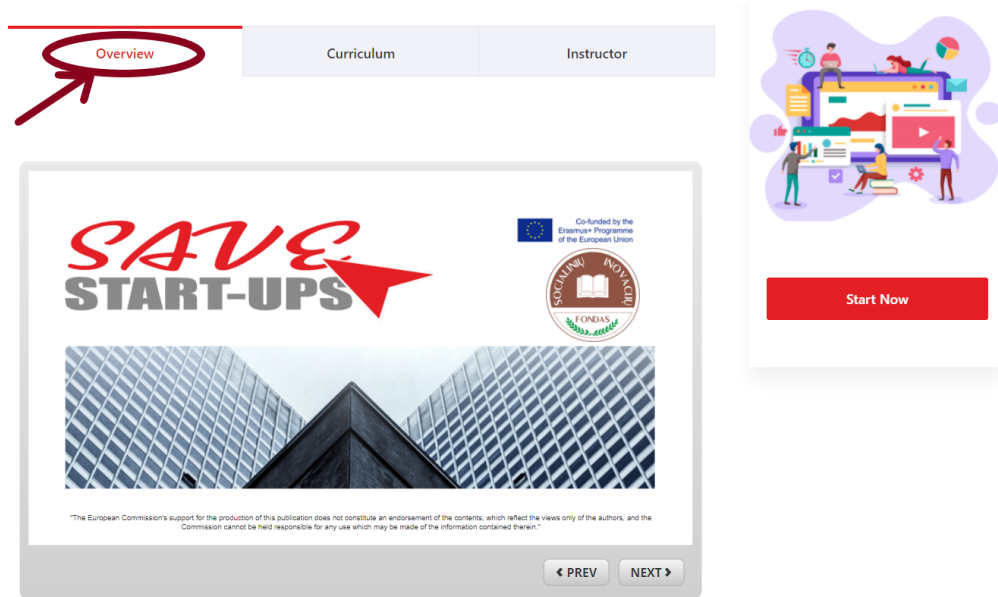 Overview
Curriculum
Instructor
SAVE
START-UPS
Co-funded by the
Erasmus+ Programme
of the European Union
SOCIALINIŲ INOVACIJŲ
FONDAS
"The European Commission's support for the production of this publication does not constitute an endorsement of the contents, which reflect the views only of the authors, and the
Commission cannot be held responsible for any use which may be made of the information contained therein."
PREV
NEXT
Start Now